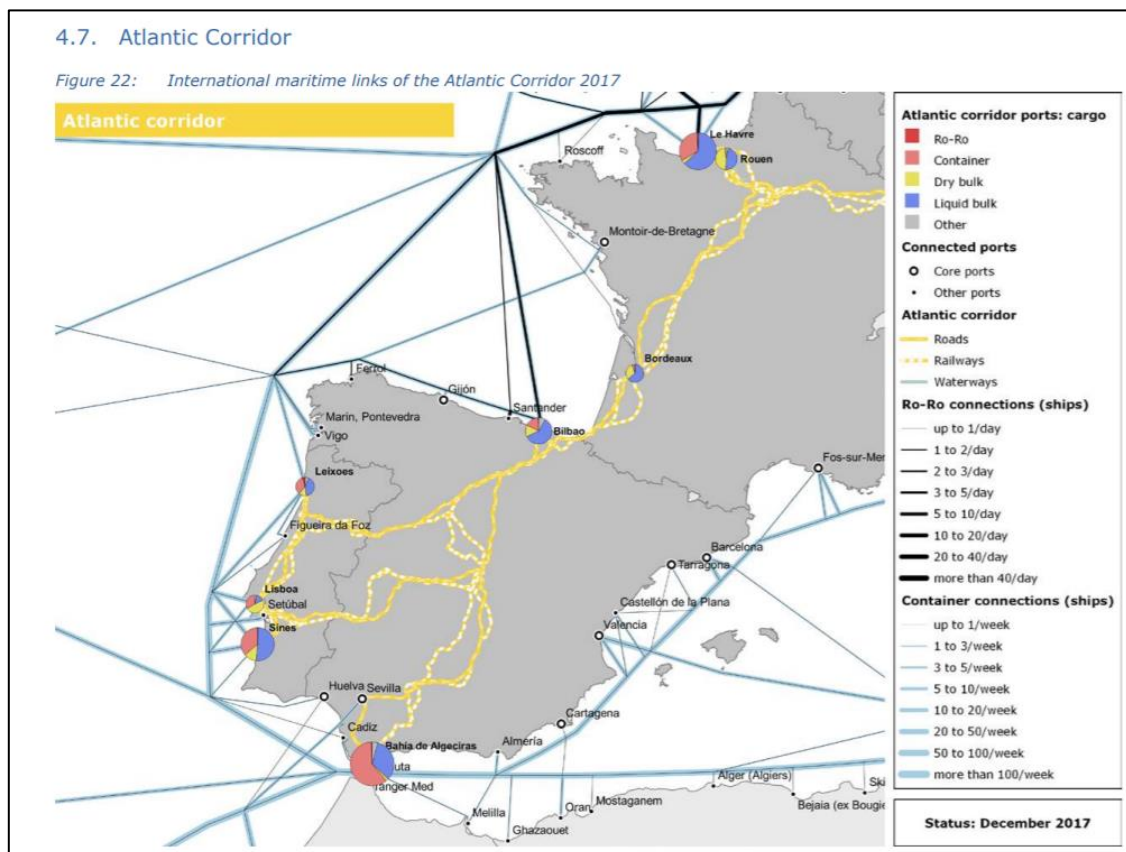 4.7. Atlantic Corridor
Figure 22: International maritime links of the Atlantic Corridor 2017
Atlantic corridor
Le Havre
Rouen
Roscoff
Montoir-de-Bretagne
Bordeaux
Ferrol
Gijón
Santander
Bilbao
Marin, Pontevedra
Vigo
Leixoes
Fos-sur-Mer
Figueira da Foz
Barcelona
Tarragona
Lisboa
Setúbal
Castellón de la Plana
Sines
Valencia
Huelva
Sevilla
Cartagena
Cadiz
Bahía de Algeciras
Almería
uta
Tanger Med
Alger (Algiers)
Ski
Melilla
Oran
Mostaganem
Bejaia (ex Bougie
Ghazaouet
Atlantic corridor ports: cargo
Ro-Ro
Container
Dry bulk
Liquid bulk
Other
Connected ports
Core ports
Other ports
Atlantic corridor
Roads
Railways
Waterways
Ro-Ro connections (ships)
up to 1/day
1 to 2/day
2 to 3/day
3 to 5/day
5 to 10/day
10 to 20/day
20 to 40/day
more than 40/day
Container connections (ships)
up to 1/week
1 to 3/week
3 to 5/week
5 to 10/week
10 to 20/week
20 to 50/week
50 to 100/week
more than 100/week
Status: December 2017